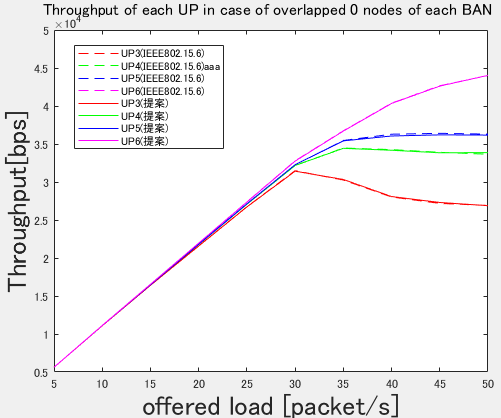 Throughput of each UP in case of overlapped 0 nodes of each BAN
×10⁴
5
4.5
4
3.5
3
2.5
2
1.5
1
0.5
UP3(IEEE802.15.6)
UP4(IEEE802.15.6)aaa
UP5(IEEE802.15.6)
UP6(IEEE802.15.6)
UP3(提案)
UP4(提案)
UP5(提案)
UP6(提案)
Throughput[bps]
5 10 15 20 25 30 35 40 45 50
offered load [packet/s]